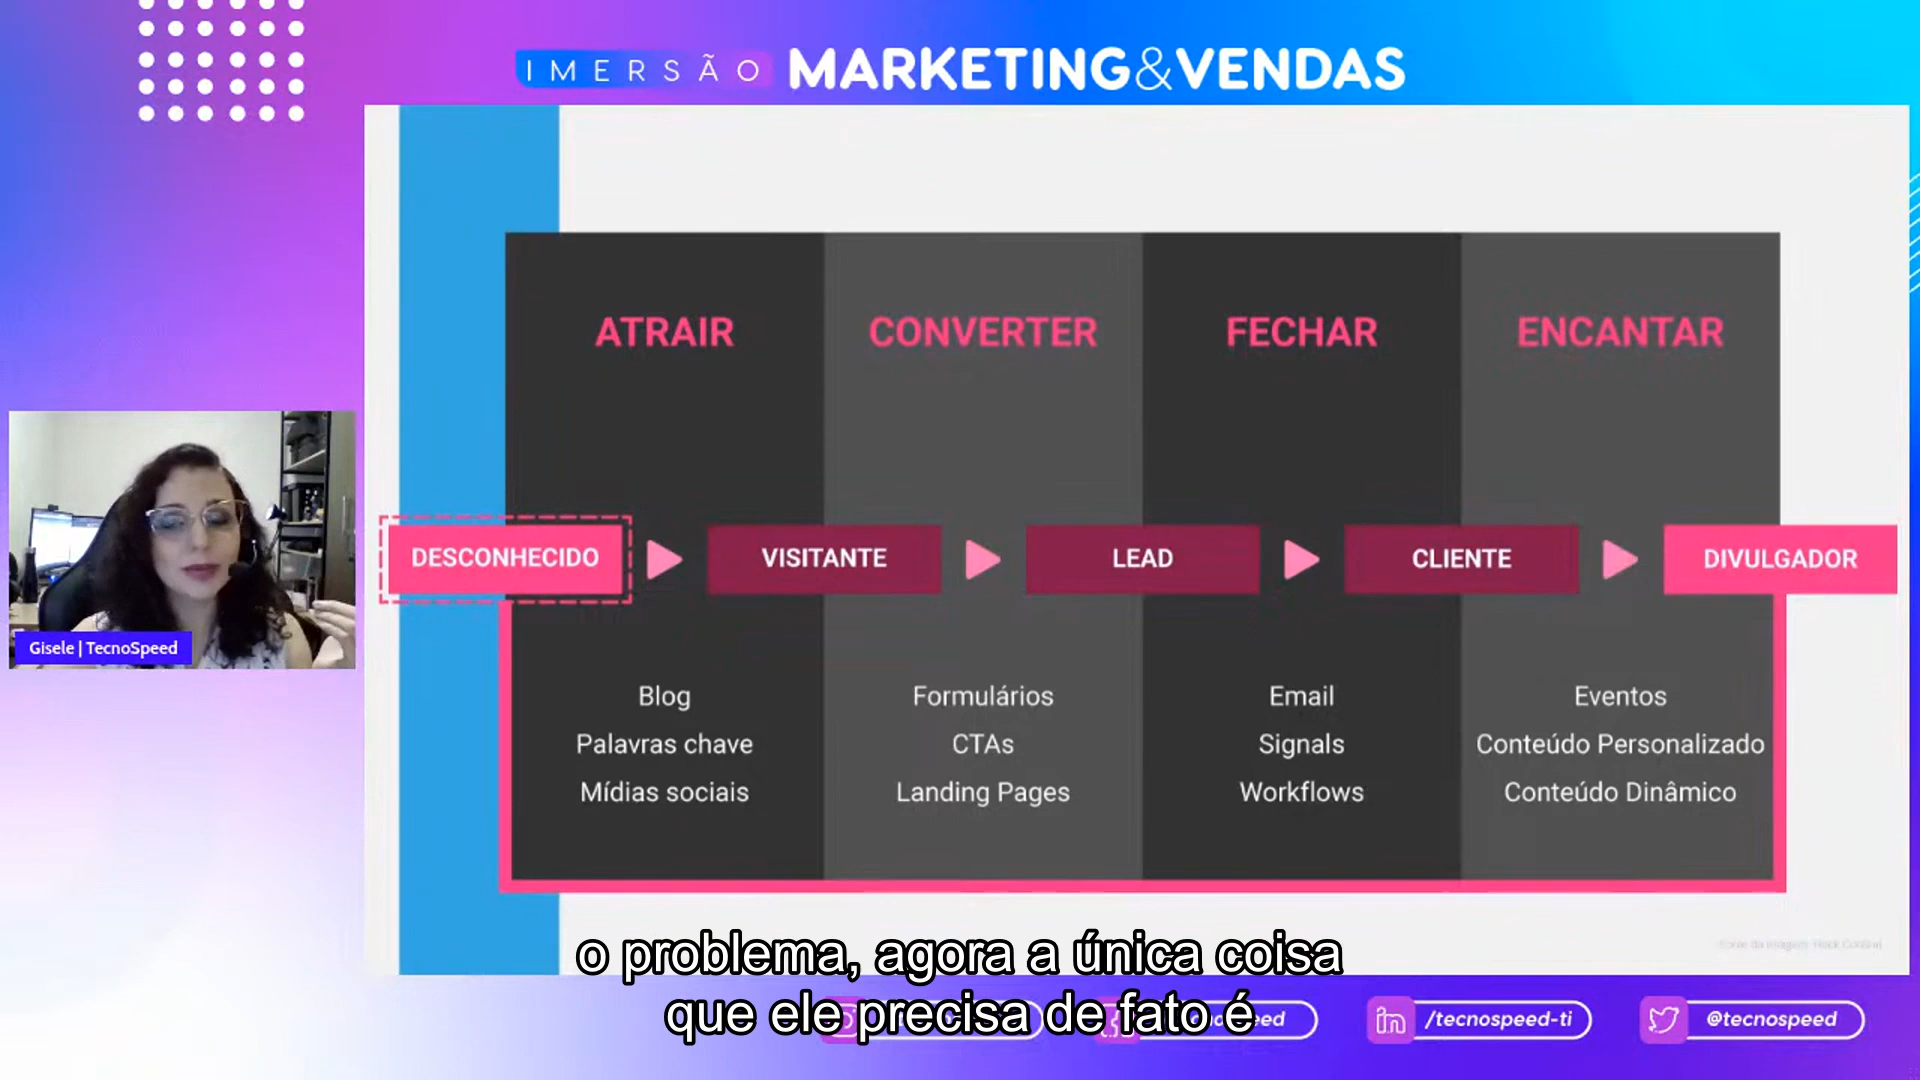 IMERSÃO MARKETING&VENDAS
ATRAIR
CONVERTER
FECHAR
ENCANTAR
DESCONHECIDO
VISITANTE
LEAD
CLIENTE
DIVULGADOR
Blog
Formulários
Email
Eventos
Palavras chave
CTAs
Signals
Conteúdo Personalizado
Mídias sociais
Landing Pages
Workflows
Conteúdo Dinâmico
Gisele | TecnoSpeed
o problema, agora a única coisa
que ele precisa de fato é
/tecnospeed-ti
@tecnospeed